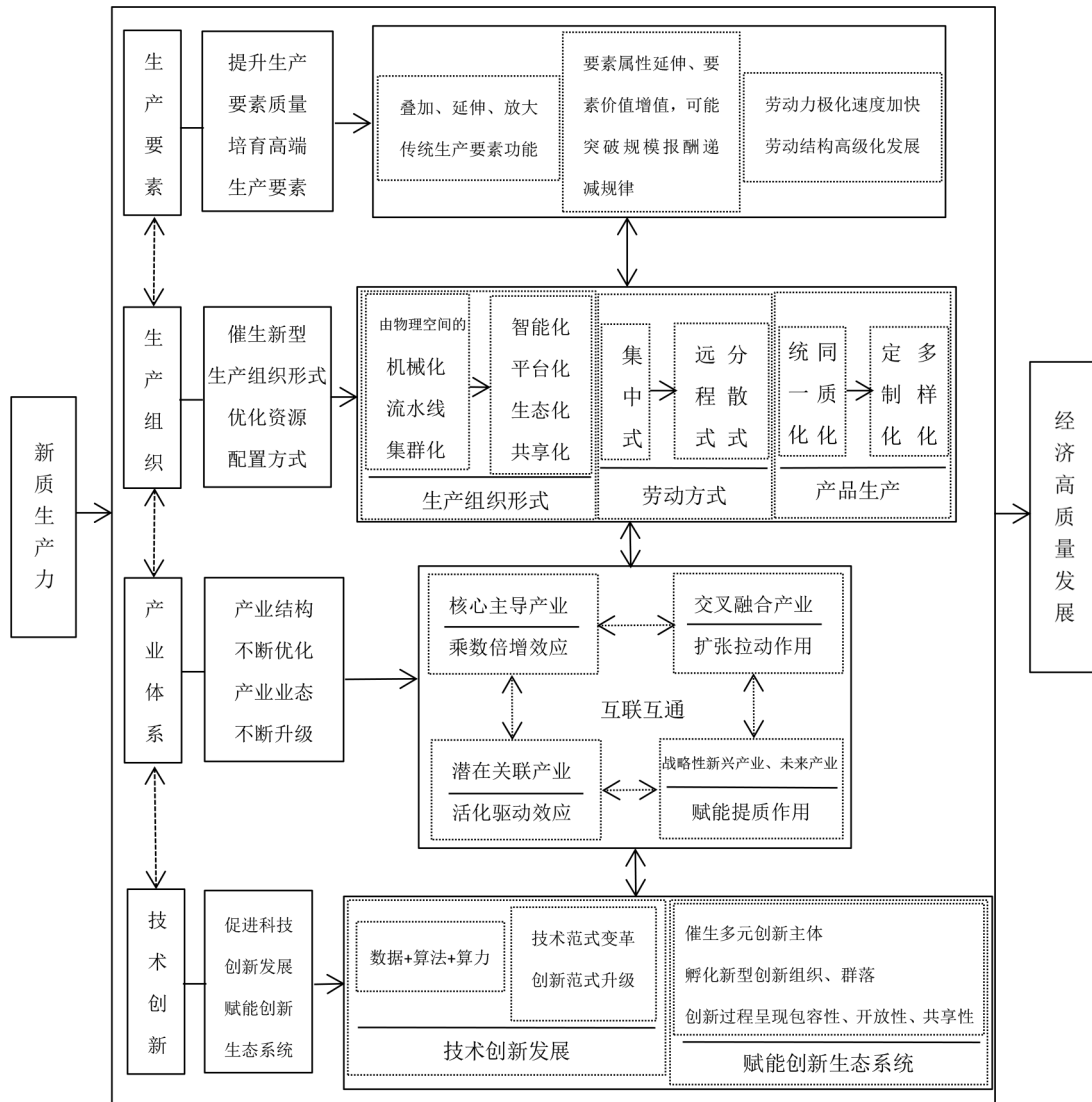 新质生产力
生产要素
提升生产
要素质量
培育高端
生产要素
叠加、延伸、放大
传统生产要素功能
要素属性延伸、要
素价值增值，可能
突破规模报酬递
减规律
劳动力极化速度加快
劳动结构高级化发展
生产组织
催生新型
生产组织形式
优化资源
配置方式
由物理空间的
机械化
流水线
集群化
智能化
平台化
生态化
共享化
生产组织形式
集中式
远程式
分散式
劳动方式
统一化
同质化
定制化
多样化
产品生产
产业体系
产业结构
不断优化
产业业态
不断升级
核心主导产业
乘数倍增效应
交叉融合产业
扩张拉动作用
互联互通
潜在关联产业
活化驱动效应
战略性新兴产业、未来产业
赋能提质作用
技术创新
促进科技
创新发展
赋能创新
生态系统
数据+算法+算力
技术范式变革
创新范式升级
技术创新发展
催生多元创新主体
孵化新型创新组织、群落
创新过程呈现包容性、开放性、共享性
赋能创新生态系统
经济高质量发展